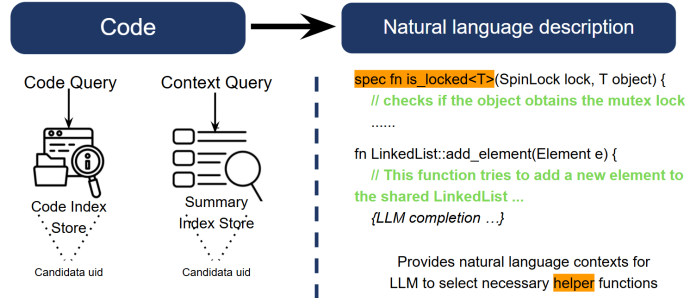 Code
Natural language description
Code Query
Context Query
Code Index
Store
Summary
Index Store
Candidata uid
Candidata uid
spec fn is_locked<T>(SpinLock lock, T object) {
// checks if the object obtains the mutex lock
......
fn LinkedList::add_element(Element e) {
// This function tries to add a new element to
the shared LinkedList ...
{LLM completion …}
Provides natural language contexts for
LLM to select necessary helper functions